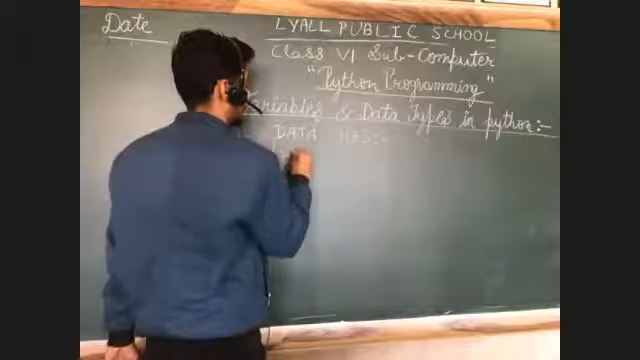 Date
LYALL PUBLIC SCHOOL
Class VI Sub-Computer
"Python Programming"
Variables & Data Types in python:-
DATA